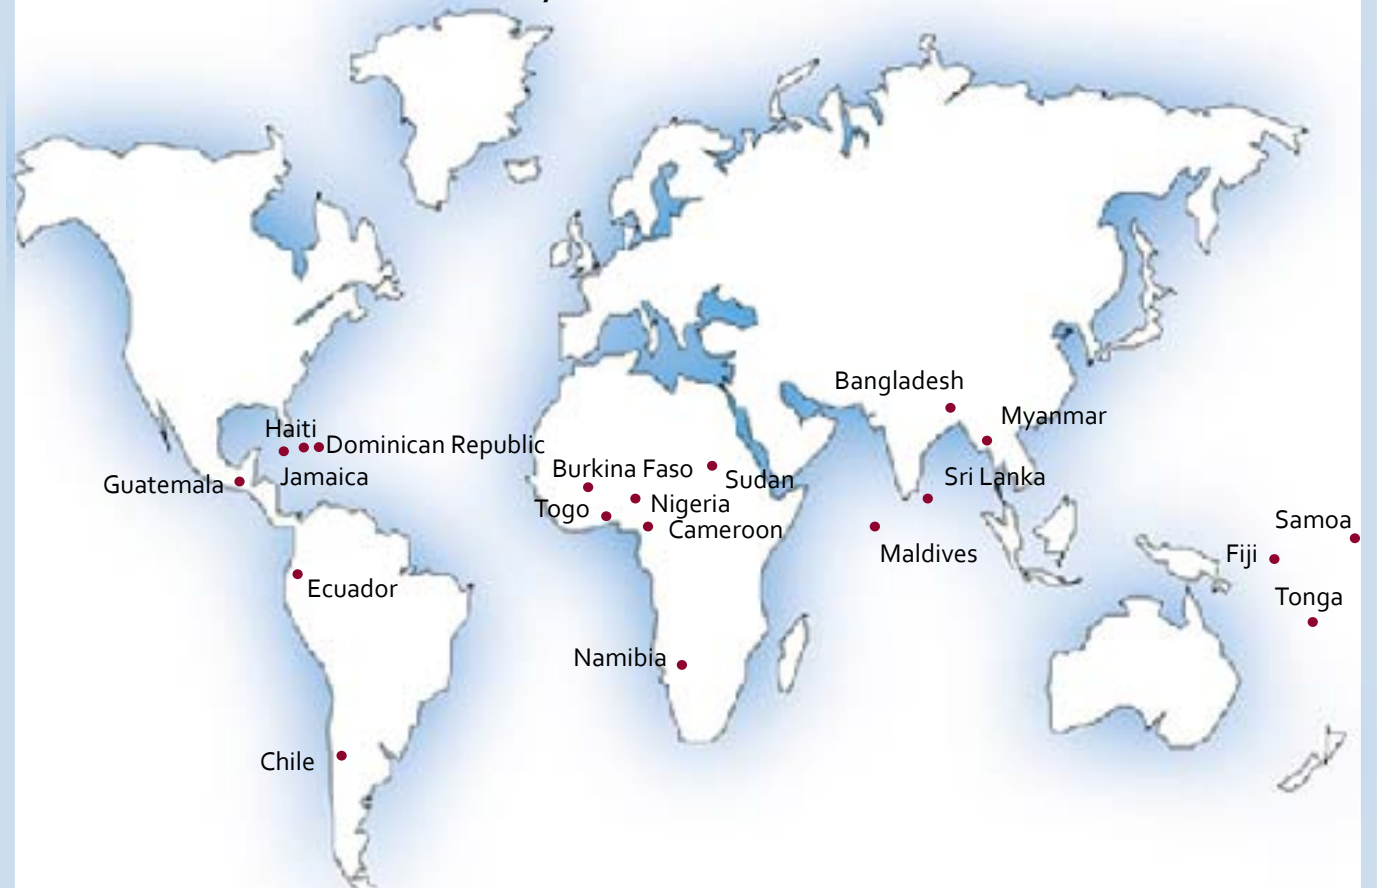 Bangladesh
Myanmar
Haiti
Dominican Republic
Jamaica
Guatemala
Burkina Faso
Sudan
Sri Lanka
Togo
Nigeria
Cameroon
Samoa
Fiji
Maldives
Ecuador
Tonga
Namibia
Chile